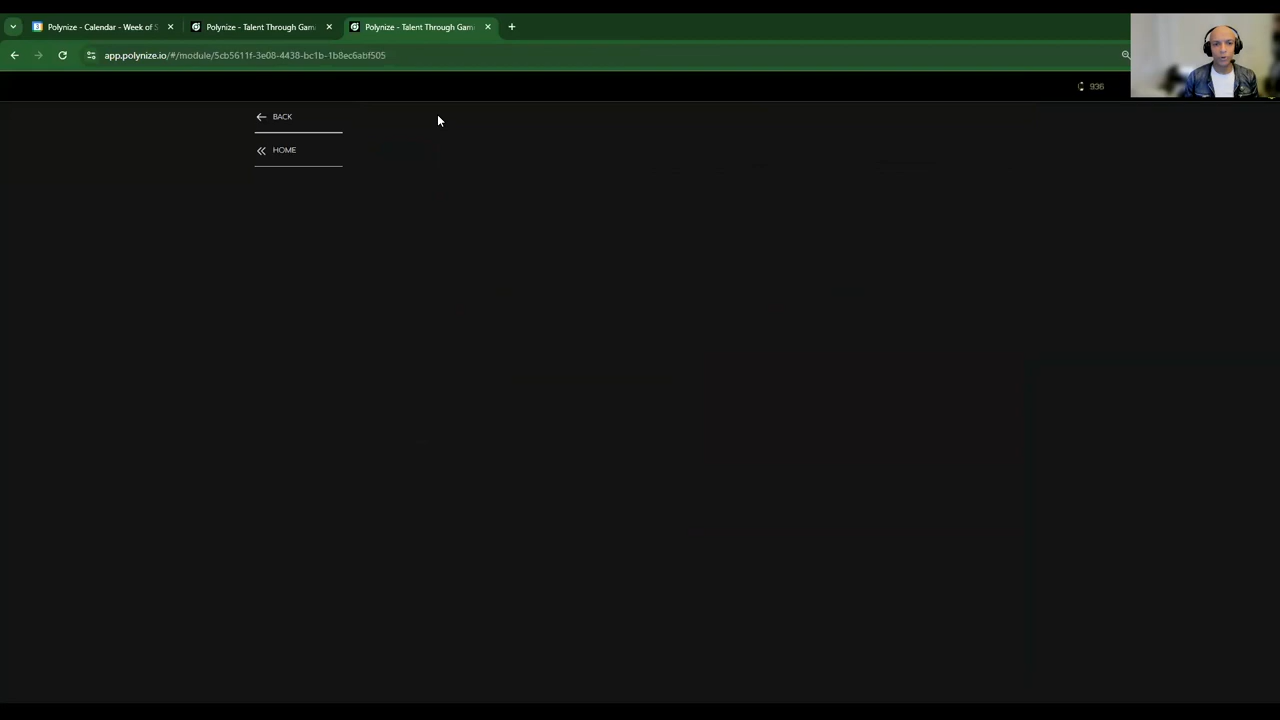 Polynize - Calendar - Week of S
Polynize - Talent Through Gam
Polynize - Talent Through Gam
app.polynize.io/#/module/5cb5611f-3e08-4438-bc1b-1b8ec6abf505
936
BACK
HOME